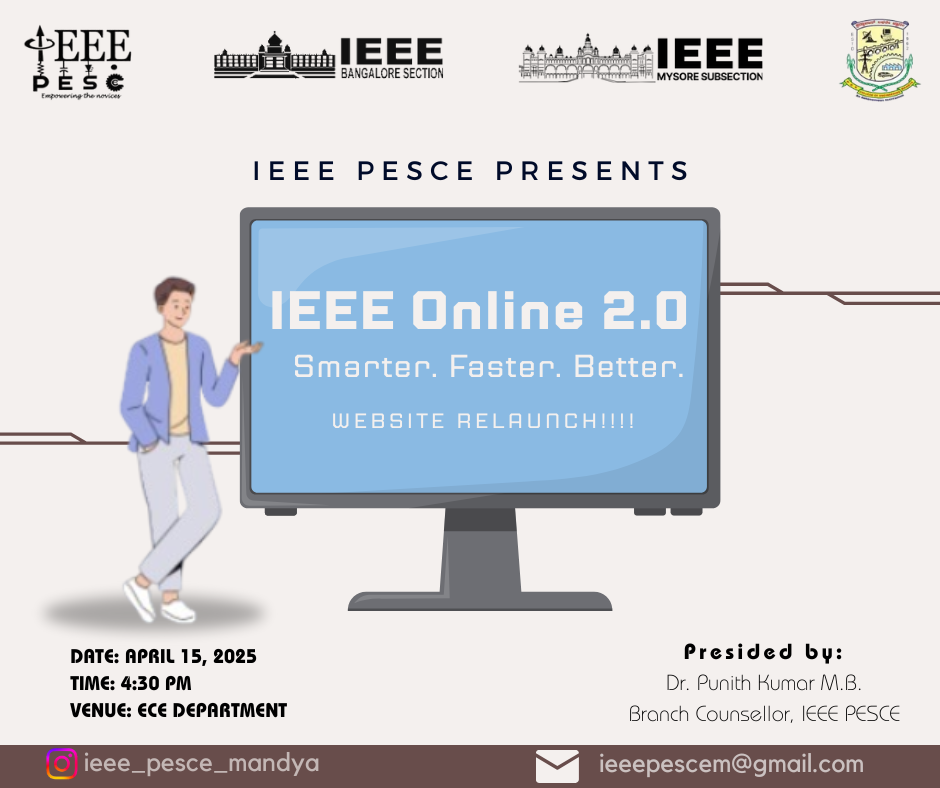 IEEE
PESC
Empowering the novices
IEEE
BANGALORE SECTION
IEEE
MYSORE SUBSECTION
IEEE PESCE PRESENTS
IEEE Online 2.0
Smarter. Faster. Better.
WEBSITE RELAUNCH!!!!
DATE: APRIL 15, 2025
TIME: 4:30 PM
VENUE: ECE DEPARTMENT
Presided by:
Dr. Punith Kumar M.B.
Branch Counsellor, IEEE PESCE
ieee_pesce_mandya
ieeepescem@gmail.com